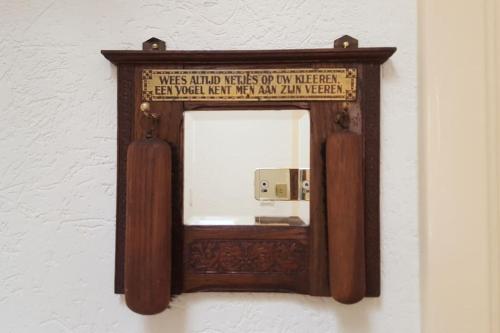 WEES ALTIJD NETJES OP UW KLEEREN,
EEN VOGEL KENT MEN AAN ZIJN VEEREN.